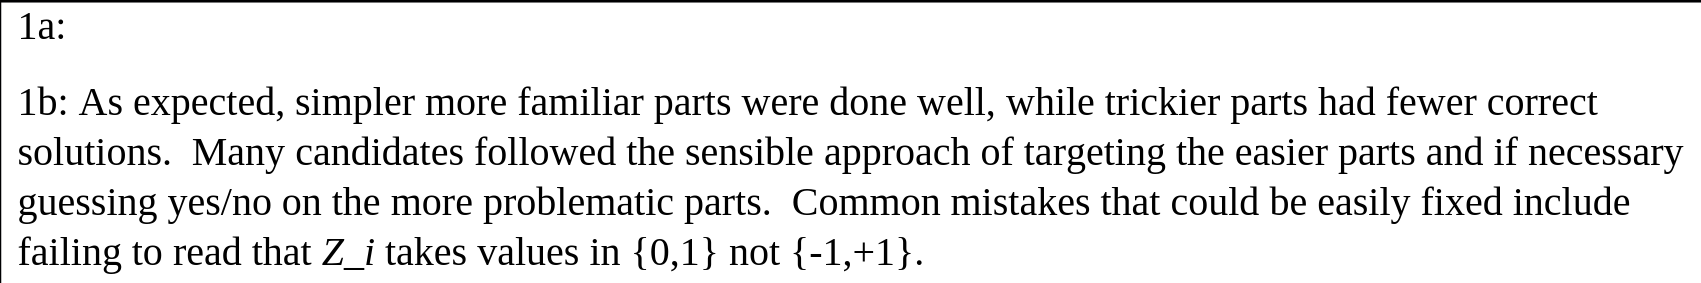 1a:
1b: As expected, simpler more familiar parts were done well, while trickier parts had fewer correct
solutions.  Many candidates followed the sensible approach of targeting the easier parts and if necessary
guessing yes/no on the more problematic parts.  Common mistakes that could be easily fixed include
failing to read that Z_i takes values in {0,1} not {-1,+1}.